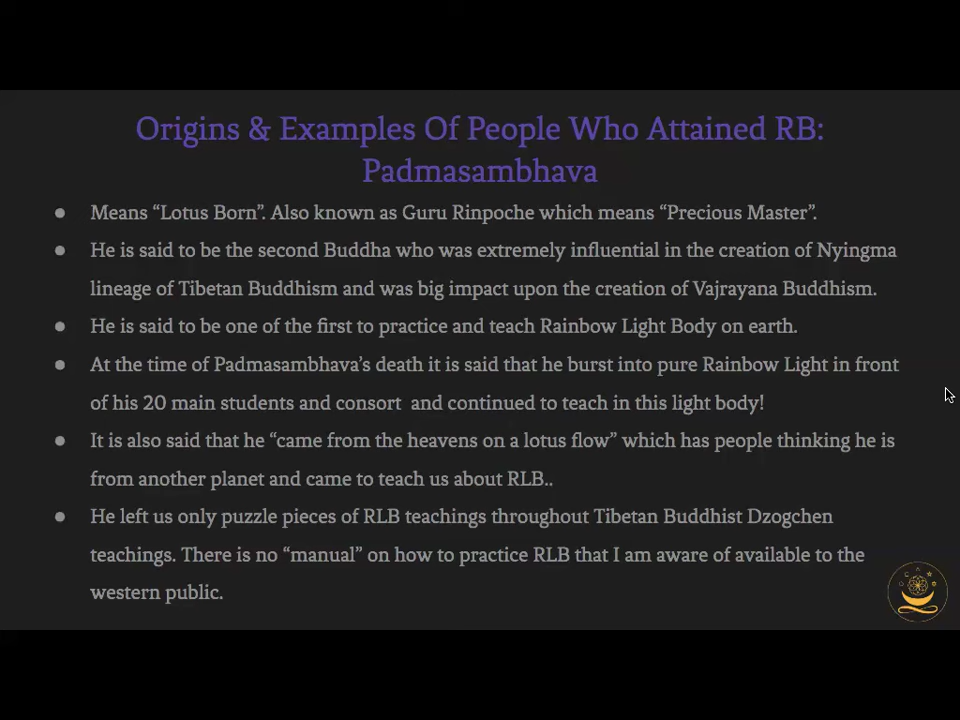 Origins & Examples Of People Who Attained RB:
Padmasambhava
● Means “Lotus Born”. Also known as Guru Rinpoche which means “Precious Master”.
● He is said to be the second Buddha who was extremely influential in the creation of Nyingma
lineage of Tibetan Buddhism and was big impact upon the creation of Vajrayana Buddhism.
● He is said to be one of the first to practice and teach Rainbow Light Body on earth.
● At the time of Padmasambhava’s death it is said that he burst into pure Rainbow Light in front
of his 20 main students and consort and continued to teach in this light body!
● It is also said that he “came from the heavens on a lotus flow” which has people thinking he is
from another planet and came to teach us about RLB..
● He left us only puzzle pieces of RLB teachings throughout Tibetan Buddhist Dzogchen
teachings. There is no “manual” on how to practice RLB that I am aware of available to the
western public.